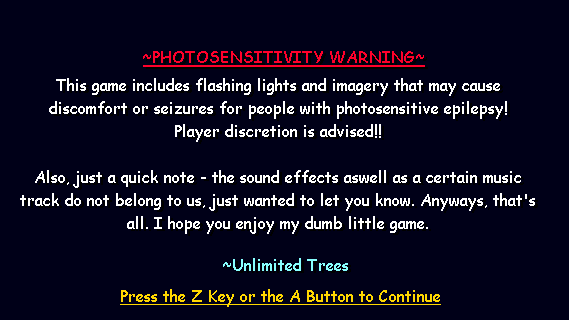 ~PHOTOSENSITIVITY WARNING~
This game includes flashing lights and imagery that may cause
discomfort or seizures for people with photosensitive epilepsy!
Player discretion is advised!!
Also, just a quick note - the sound effects aswell as a certain music
track do not belong to us, just wanted to let you know. Anyways, that's
all. I hope you enjoy my dumb little game.
~Unlimited Trees
Press the Z Key or the A Button to Continue